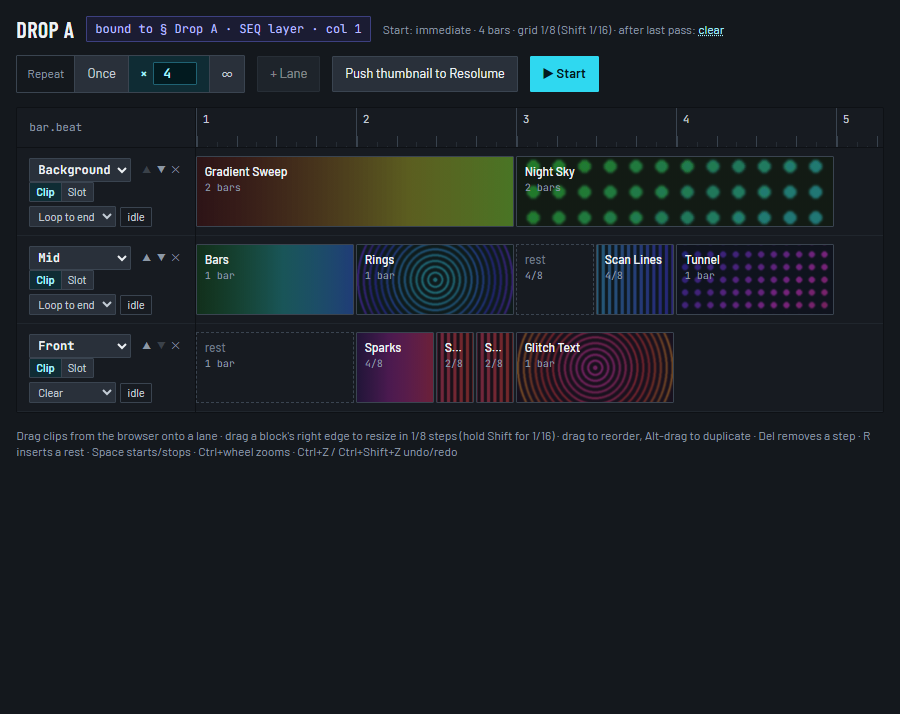 DROP A
bound to § Drop A · SEQ layer · col 1
Start: immediate · 4 bars · grid 1/8 (Shift 1/16) · after last pass: clear
Repeat
Once
× 4
∞
+ Lane
Push thumbnail to Resolume
▶ Start
bar.beat
1
2
3
4
5
Background
Clip
Slot
Loop to end
idle
Gradient Sweep
2 bars
Night Sky
2 bars
Mid
Clip
Slot
Loop to end
idle
Bars
1 bar
Rings
1 bar
rest
4/8
Scan Lines
4/8
Tunnel
1 bar
Front
Clip
Slot
Clear
idle
rest
1 bar
Sparks
4/8
S...
2/8
S...
2/8
Glitch Text
1 bar
Drag clips from the browser onto a lane · drag a block's right edge to resize in 1/8 steps (hold Shift for 1/16) · drag to reorder, Alt-drag to duplicate · Del removes a step · R
inserts a rest · Space starts/stops · Ctrl+wheel zooms · Ctrl+Z / Ctrl+Shift+Z undo/redo